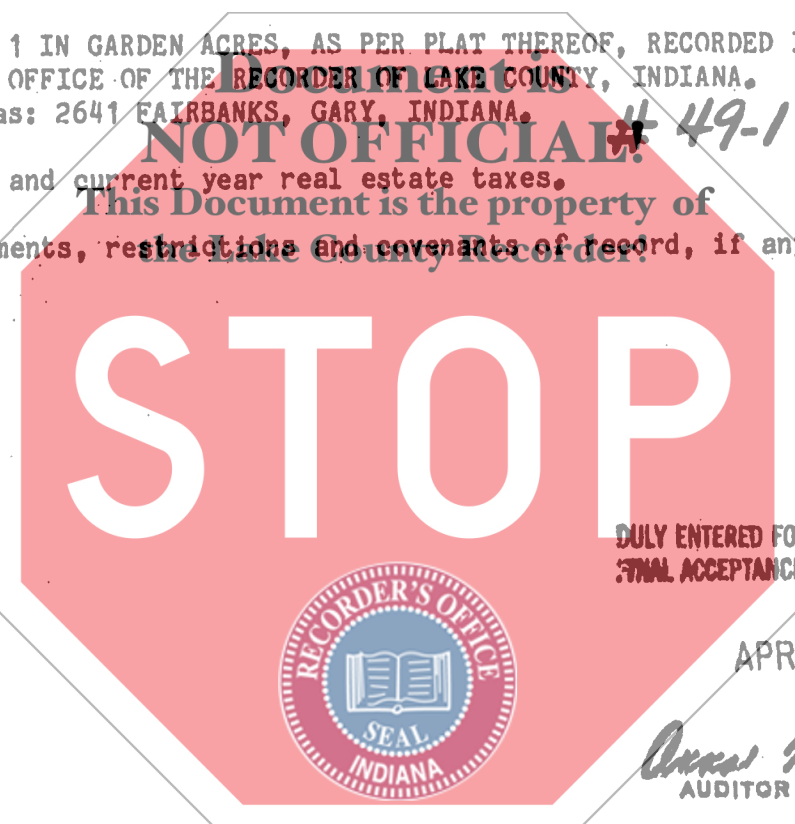 1 IN GARDEN ACRES, AS PER PLAT THEREOF, RECORDED
OFFICE OF THE RECORDER OF LAKE COUNTY, INDIANA.
as: 2641 FAIRBANKS, GARY, INDIANA.
# 49-1
and current year real estate taxes.
ments, restrictions and covenants of record, if any
Document is
NOT OFFICIAL!
This Document is the property of
the Lake County Recorder!
STOP
DULY ENTERED FO
FINAL ACCEPTANC
RECORDER'S OFFICE
SEAL
INDIANA
APR
AUDITOR